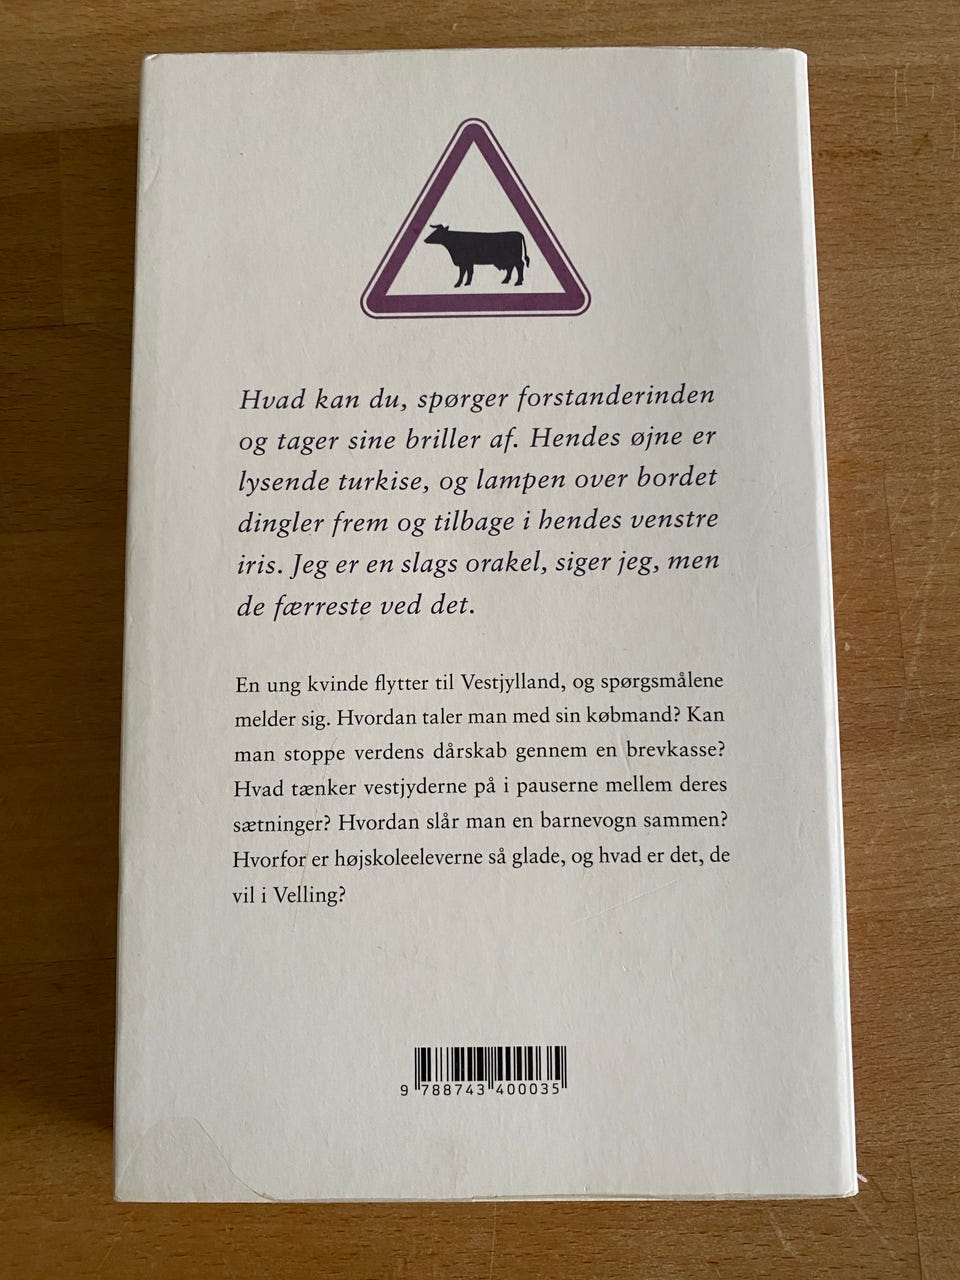 Hvad kan du, spørger forstanderinden
og tager sine briller af. Hendes øjne er
lysende turkise, og lampen over bordet
dingler frem og tilbage i hendes venstre
iris. Jeg er en slags orakel, siger jeg, men
de færreste ved det.
En ung kvinde flytter til Vestjylland, og spørgsmålene
melder sig. Hvordan taler man med sin købmand? Kan
man stoppe verdens dårskab gennem en brevkasse?
Hvad tænker vestjyderne på i pauserne mellem deres
sætninger? Hvordan slår man en barnevogn sammen?
Hvorfor er højskoleeleverne så glade, og hvad er det, de
vil i Velling?
9 788743 400035